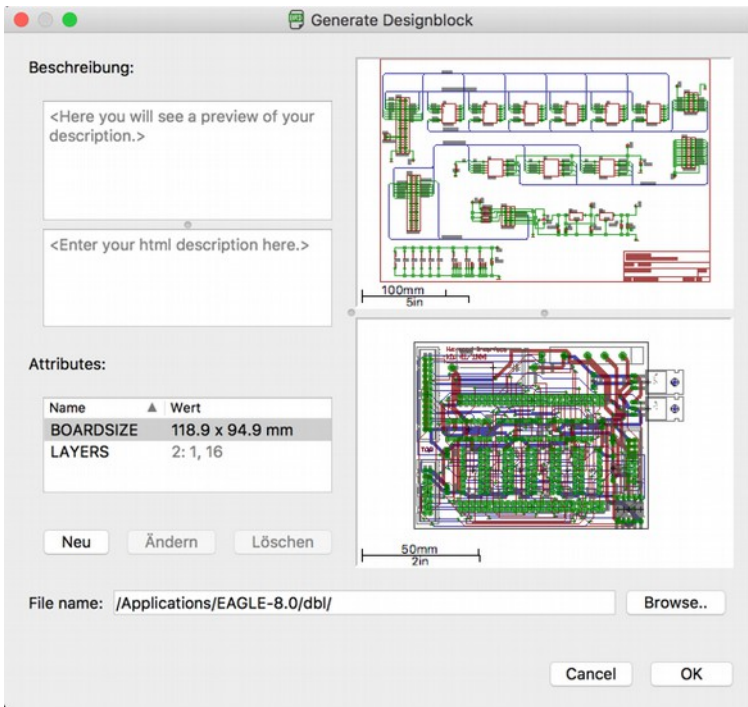 Generate Designblock
Beschreibung:
<Here you will see a preview of your
description.>
<Enter your html description here.>
100mm
5in
Attributes:
Name Wert
BOARDSIZE 118.9 x 94.9 mm
LAYERS 2: 1, 16
TOP
Neu Ändern Löschen
50mm
2in
File name: /Applications/EAGLE-8.0/dbl/ Browse..
Cancel OK